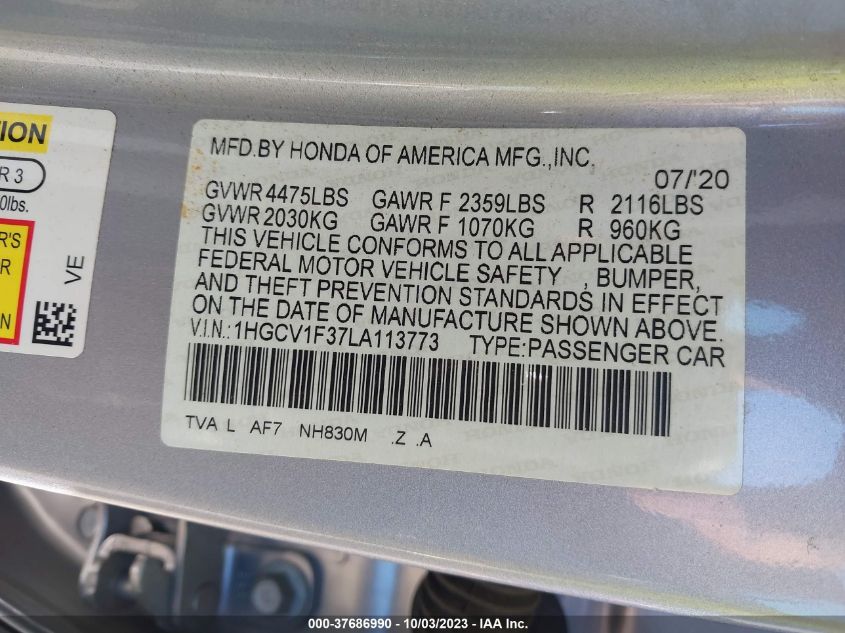 TION
R 3
0lbs.
R'S
R
N
VE
MFD.BY HONDA OF AMERICA MFG.,INC.
07/'20
GVWR 4475LBS GAWR F 2359LBS R 2116LBS
GVWR 2030KG GAWR F 1070KG R 960KG
THIS VEHICLE CONFORMS TO ALL APPLICABLE
FEDERAL MOTOR VEHICLE SAFETY , BUMPER,
AND THEFT PREVENTION STANDARDS IN EFFECT
ON THE DATE OF MANUFACTURE SHOWN ABOVE.
V.I.N.: 1HGCV1F37LA113773 TYPE:PASSENGER CAR
TVA L AF7 NH830M .Z .A
000-37686990 - 10/03/2023 - IAA Inc.